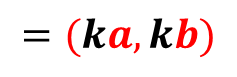 = (ka, kb)